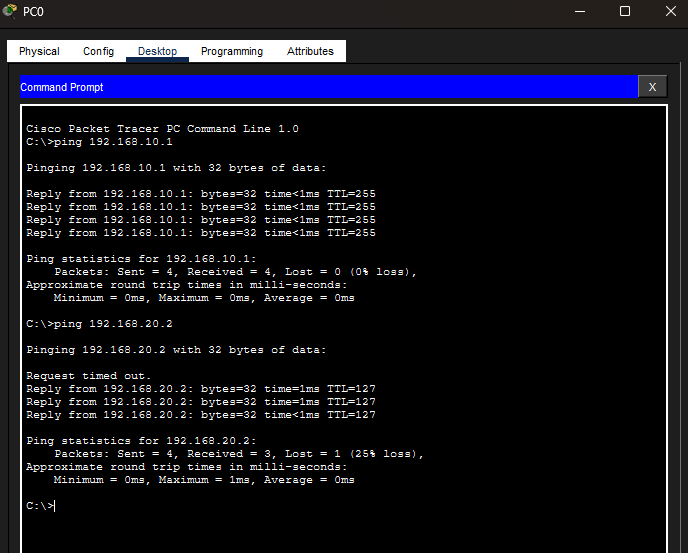 PC0
Physical Config Desktop Programming Attributes
Command Prompt
X
Cisco Packet Tracer PC Command Line 1.0
C:\>ping 192.168.10.1
Pinging 192.168.10.1 with 32 bytes of data:
Reply from 192.168.10.1: bytes=32 time<1ms TTL=255
Reply from 192.168.10.1: bytes=32 time<1ms TTL=255
Reply from 192.168.10.1: bytes=32 time<1ms TTL=255
Reply from 192.168.10.1: bytes=32 time<1ms TTL=255
Ping statistics for 192.168.10.1:
Packets: Sent = 4, Received = 4, Lost = 0 (0% loss),
Approximate round trip times in milli-seconds:
Minimum = 0ms, Maximum = 0ms, Average = 0ms
C:\>ping 192.168.20.2
Pinging 192.168.20.2 with 32 bytes of data:
Request timed out.
Reply from 192.168.20.2: bytes=32 time=1ms TTL=127
Reply from 192.168.20.2: bytes=32 time=1ms TTL=127
Reply from 192.168.20.2: bytes=32 time<1ms TTL=127
Ping statistics for 192.168.20.2:
Packets: Sent = 4, Received = 3, Lost = 1 (25% loss),
Approximate round trip times in milli-seconds:
Minimum = 0ms, Maximum = 1ms, Average = 0ms
C:\>